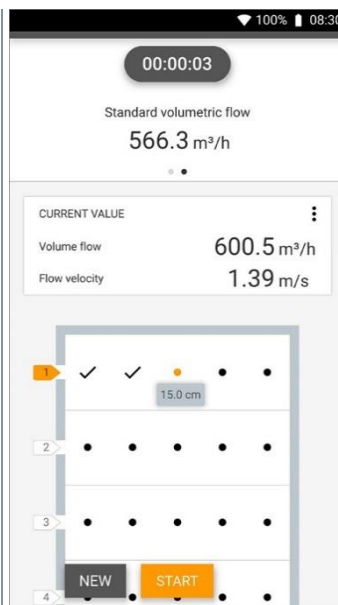 100% 08:30
00:00:03
Standard volumetric flow
566.3 m³/h
CURRENT VALUE
Volume flow 600.5 m³/h
Flow velocity 1.39 m/s
1
15.0 cm
2
3
NEW START
4